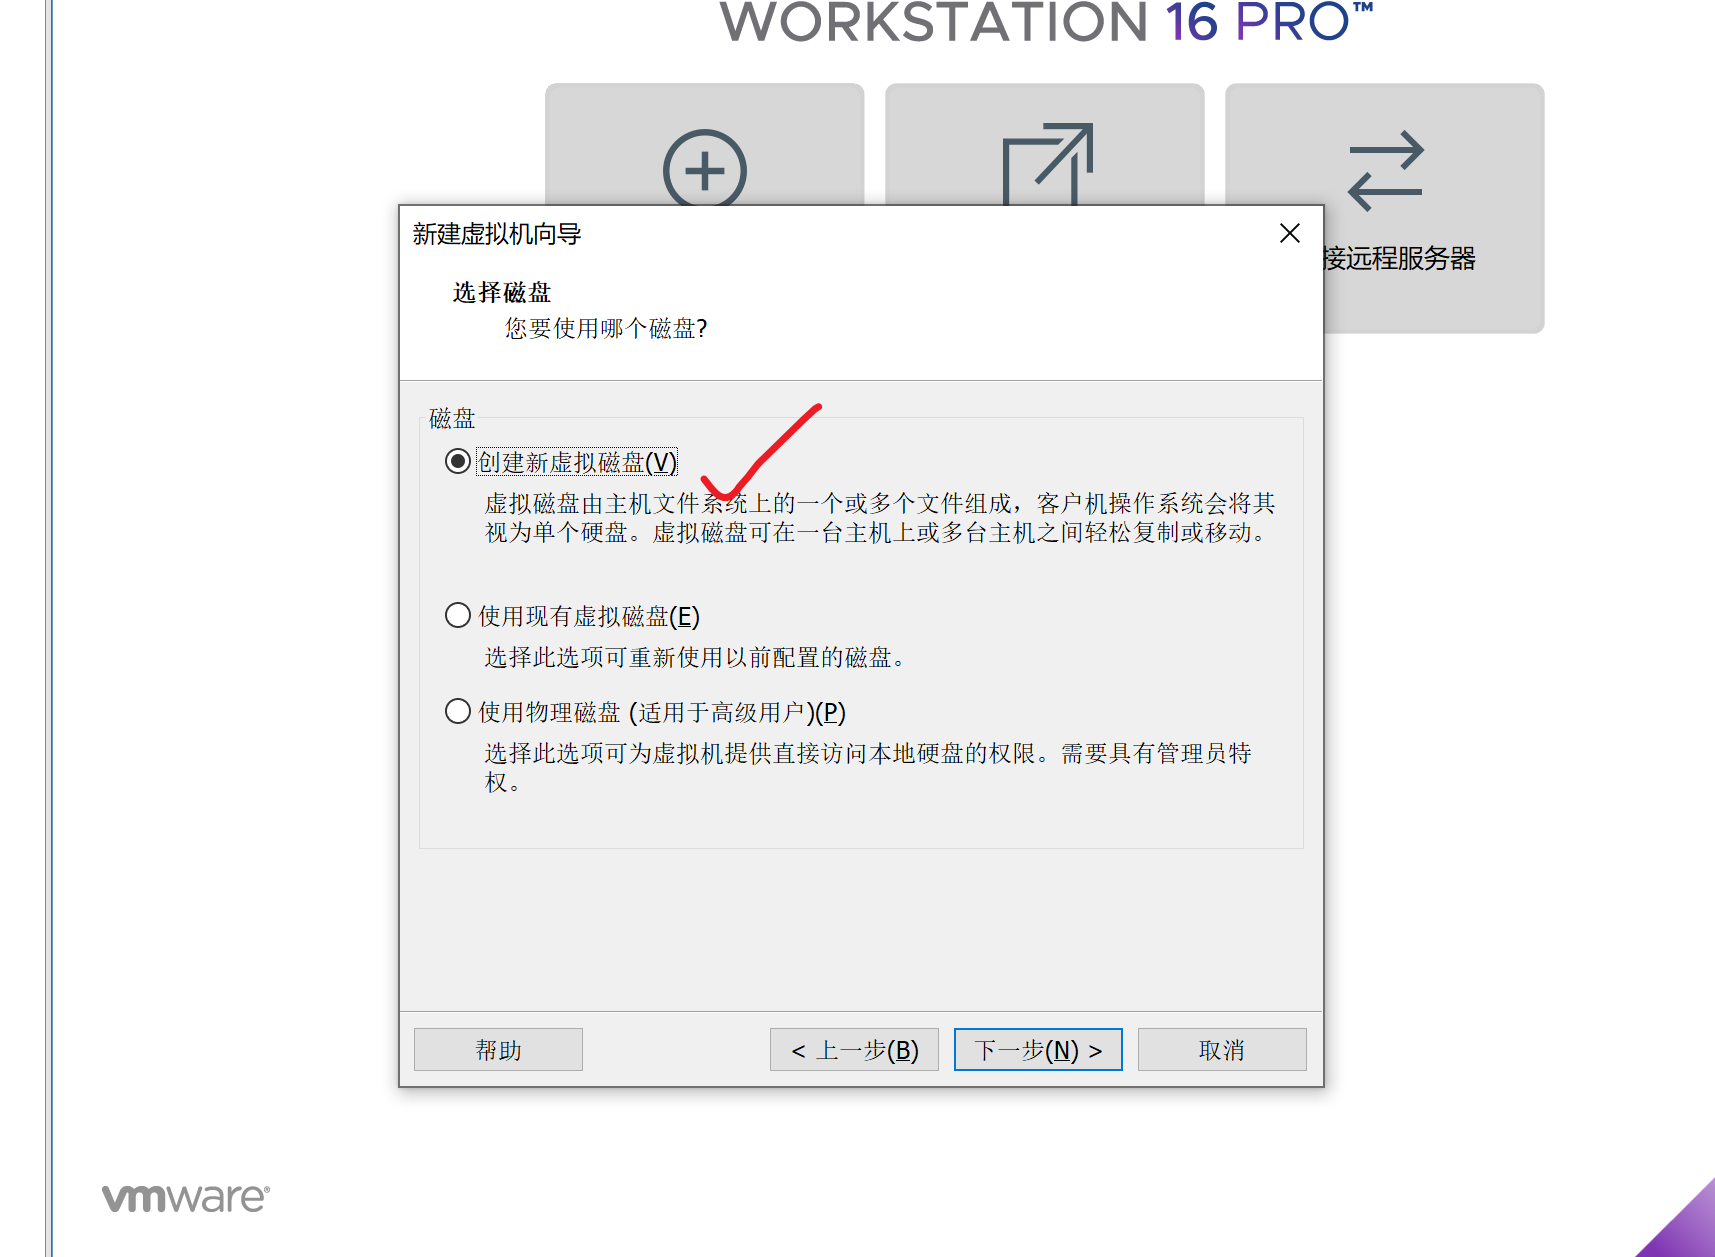 WORKSTATION 16 PRO™
接远程服务器
新建虚拟机向导
选择磁盘
您要使用哪个磁盘?
磁盘
创建新虚拟磁盘(V)
虚拟磁盘由主机文件系统上的一个或多个文件组成，客户机操作系统会将其
视为单个硬盘。虚拟磁盘可在一台主机上或多台主机之间轻松复制或移动。
使用现有虚拟磁盘(E)
选择此选项可重新使用以前配置的磁盘。
使用物理磁盘 (适用于高级用户)(P)
选择此选项可为虚拟机提供直接访问本地硬盘的权限。需要具有管理员特
权。
帮助
< 上一步(B)
下一步(N) >
取消
vmware®